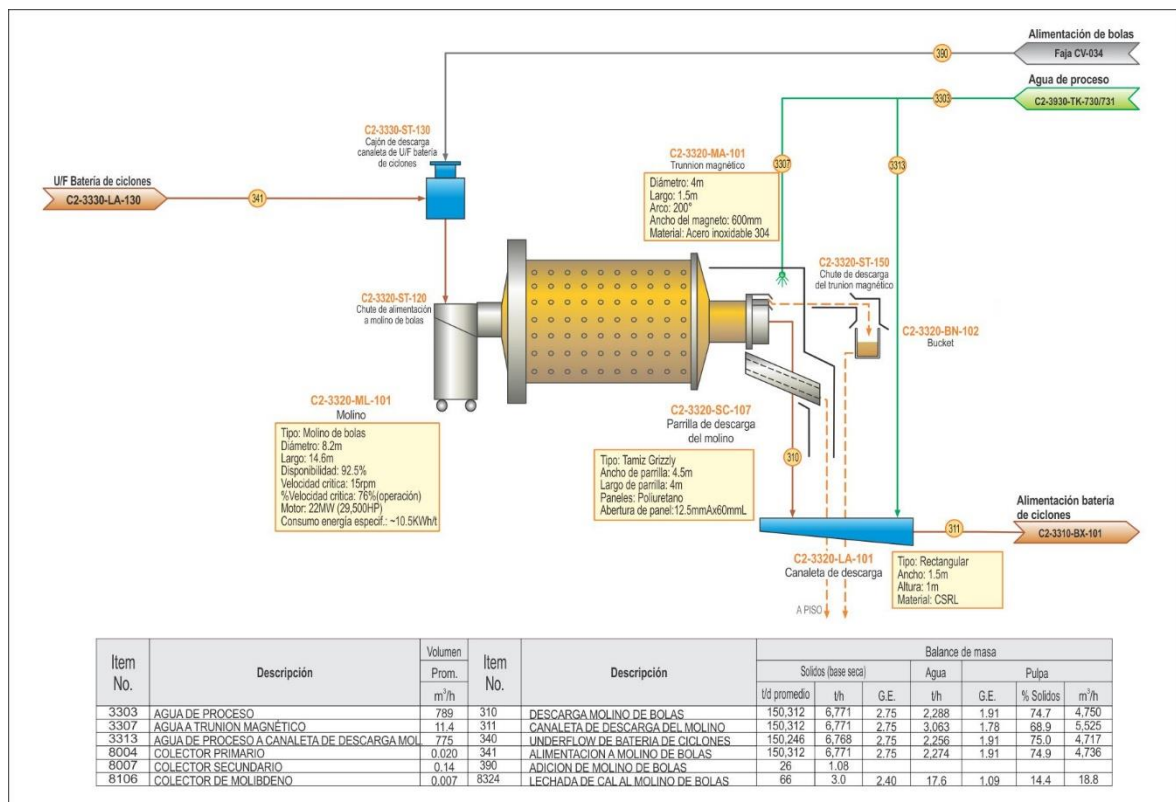 Alimentación de bolas
390
Faja CV-034
Agua de proceso
3303
C2-3930-TK-730/731
C2-3330-ST-130
Cajón de descarga
canaleta de U/F batería
de ciclones
C2-3320-MA-101
Trunnion magnético
Diámetro: 4m
Largo: 1.5m
Arco: 200°
Ancho del magneto: 600mm
Material: Acero inoxidable 304
3307
3313
U/F Batería de ciclones
C2-3330-LA-130
341
C2-3320-ST-120
Chute de alimentación
a molino de bolas
C2-3320-ST-150
Chute de descarga
del trunion magnético
C2-3320-BN-102
Bucket
C2-3320-ML-101
Molino
Tipo: Molino de bolas
Diámetro: 8.2m
Largo: 14.6m
Disponibilidad: 92.5%
Velocidad critica: 15rpm
%Velocidad critica: 76%(operación)
Motor: 22MW (29,500HP)
Consumo energía especif.: ~10.5KWh/t
C2-3320-SC-107
Parrilla de descarga
del molino
Tipo: Tamiz Grizzly
Ancho de parrilla: 4.5m
Largo de parrilla: 4m
Paneles: Poliuretano
Abertura de panel:12.5mmAx60mmL
310
Alimentación batería
de ciclones
311
C2-3310-BX-101
C2-3320-LA-101
Canaleta de descarga
Tipo: Rectangular
Ancho: 1.5m
Altura: 1m
Material: CSRL
A PISO
Item No. Descripción Volumen Prom. m³/h Item No. Descripción Balance de masa
Solidos (base seca) Agua Pulpa
t/d promedio t/h G.E. t/h G.E. % Solidos m³/h
3303 AGUA DE PROCESO 789 310 DESCARGA MOLINO DE BOLAS 150,312 6,771 2.75 2,288 1.91 74.7 4,750
3307 AGUA A TRUNION MAGNÉTICO 11.4 311 CANALETA DE DESCARGA DEL MOLINO 150,312 6,771 2.75 3,063 1.78 68.9 5,525
3313 AGUA DE PROCESO A CANALETA DE DESCARGA MOL 775 340 UNDERFLOW DE BATERIA DE CICLONES 150,246 6,768 2.75 2,256 1.91 75.0 4,717
8004 COLECTOR PRIMARIO 0.020 341 ALIMENTACION A MOLINO DE BOLAS 150,312 6,771 2.75 2,274 1.91 74.9 4,736
8007 COLECTOR SECUNDARIO 0.14 390 ADICION DE MOLINO DE BOLAS 26 1.08
8106 COLECTOR DE MOLIBDENO 0.007 8324 LECHADA DE CAL AL MOLINO DE BOLAS 66 3.0 2.40 17.6 1.09 14.4 18.8